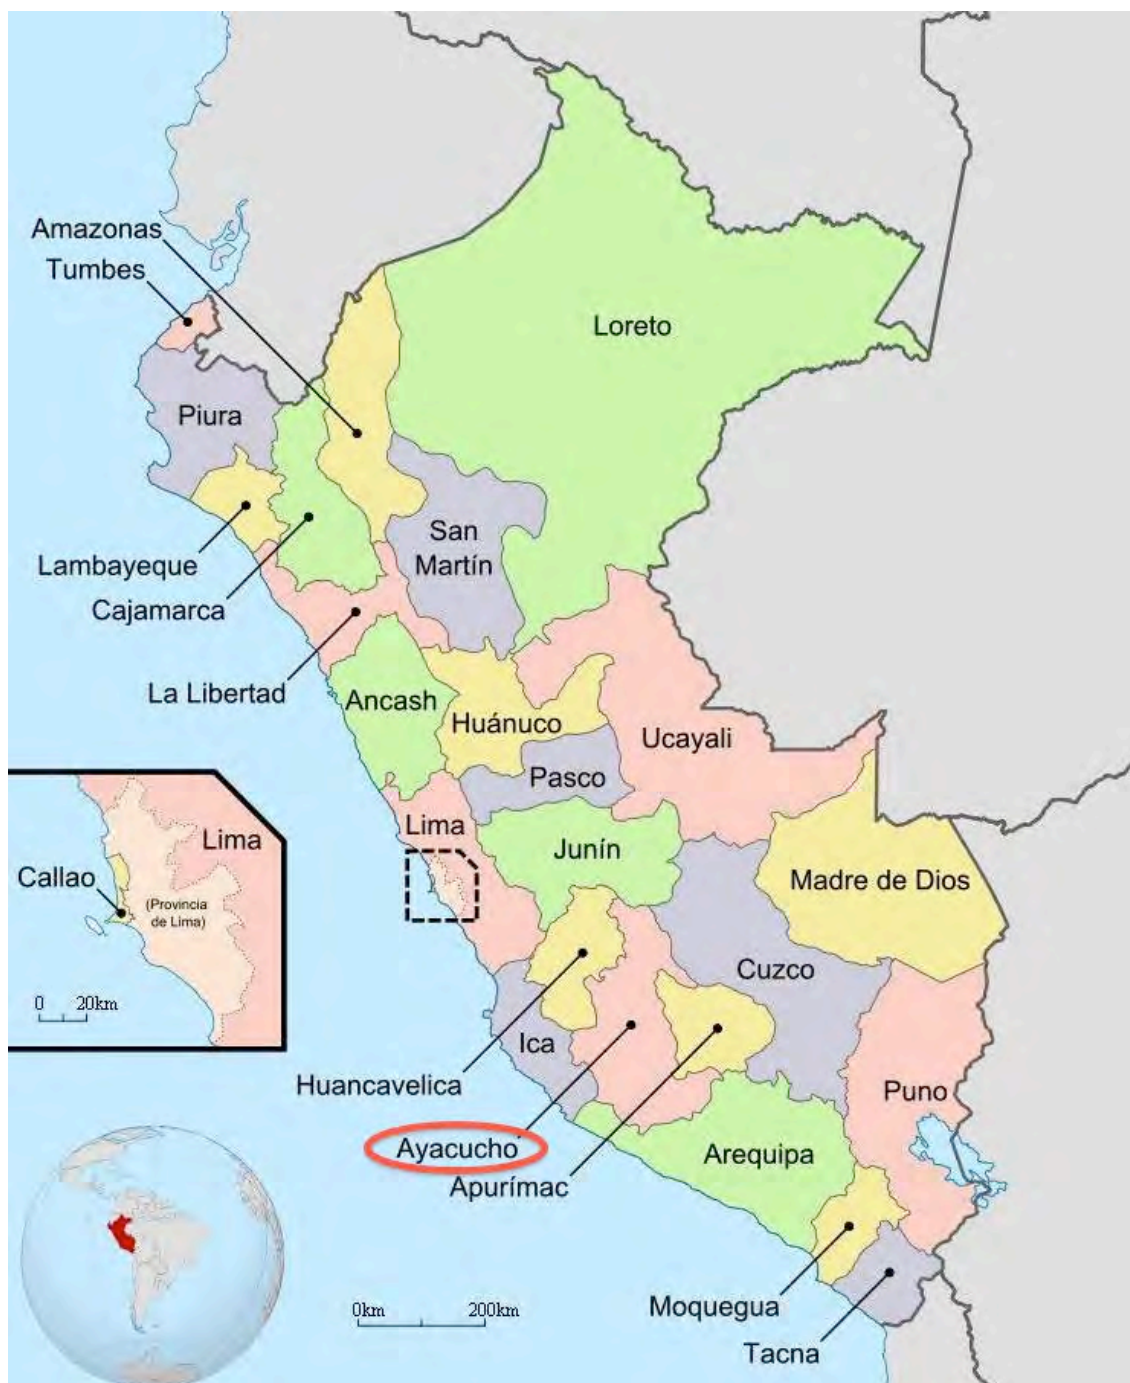 Amazonas
Tumbes
Loreto
Piura
San
Martín
Lambayeque
Cajamarca
La Libertad
Ancash
Huánuco
Ucayali
Pasco
Lima
Junín
Madre de Dios
Lima
Callao
(Provincia
de Lima)
0 20km
Cuzco
Ica
Huancavelica
Puno
Ayacucho
Arequipa
Apurímac
0km 200km
Moquegua
Tacna